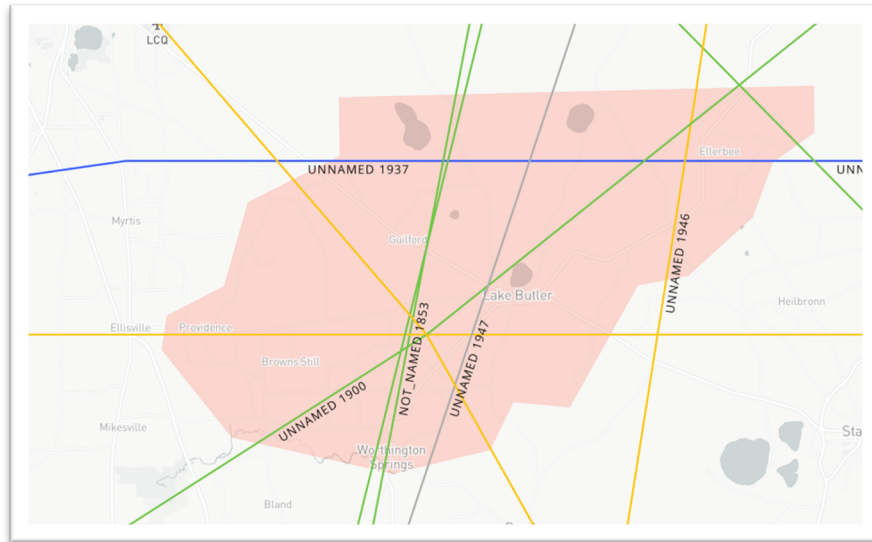 LCQ
Ellerbee
UNNAMED 1937
UNN
Myrtis
Guilford
UNNAMED 1946
Lake Butler
Heilbronn
Ellisville
Providence
NOT_NAMED 1853
UNNAMED 1947
Browns Still
UNNAMED 1900
Mikesville
Sta
Worthington
Springs
Bland